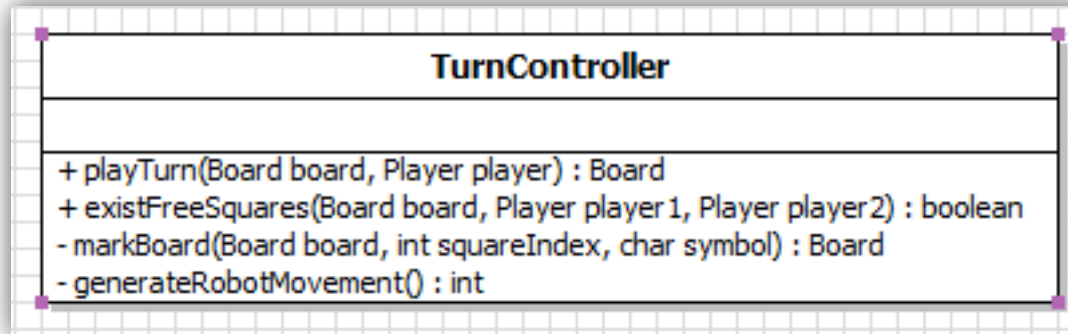 TurnController
+ playTurn(Board board, Player player) : Board
+ existFreeSquares(Board board, Player player1, Player player2) : boolean
- markBoard(Board board, int squareIndex, char symbol) : Board
- generateRobotMovement() : int